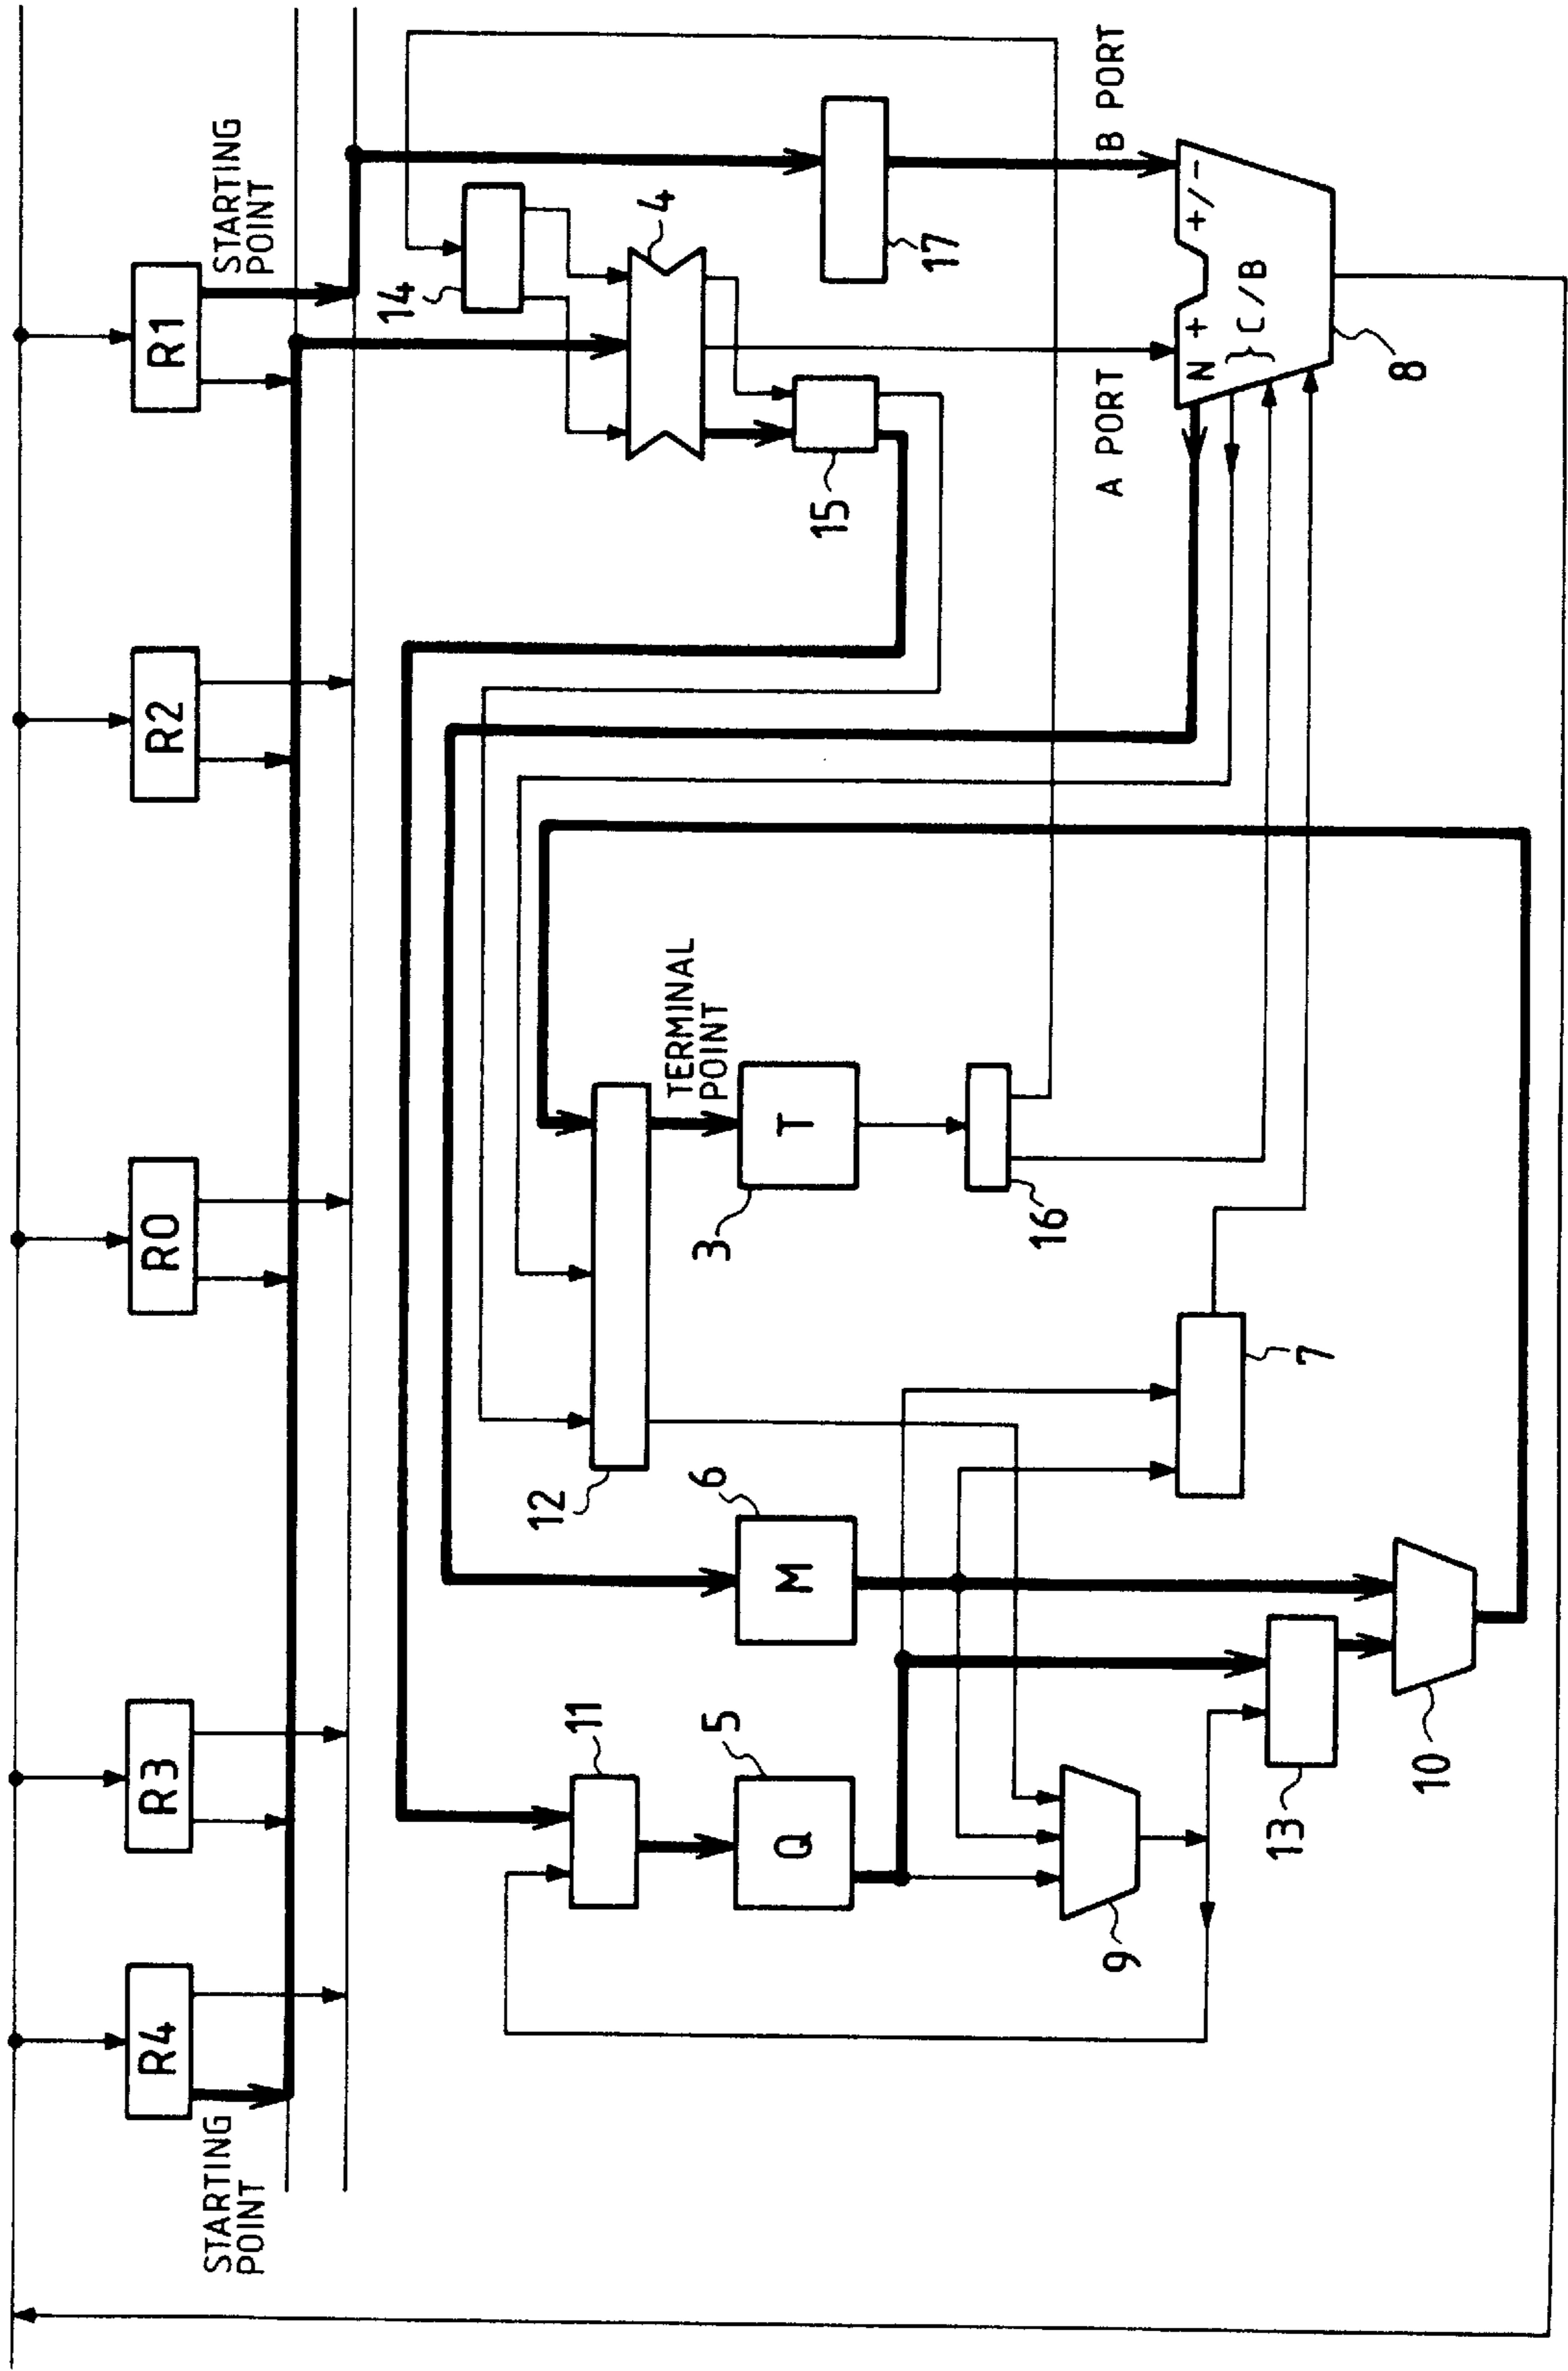 R4
R3
R0
R2
R1
STARTING
POINT
STARTING
POINT
14
4
11
12
TERMINAL
POINT
5
6
3
15
17
Q
M
T
16
A PORT
B PORT
9
7
N
+
+/-
C/B
13
10
8